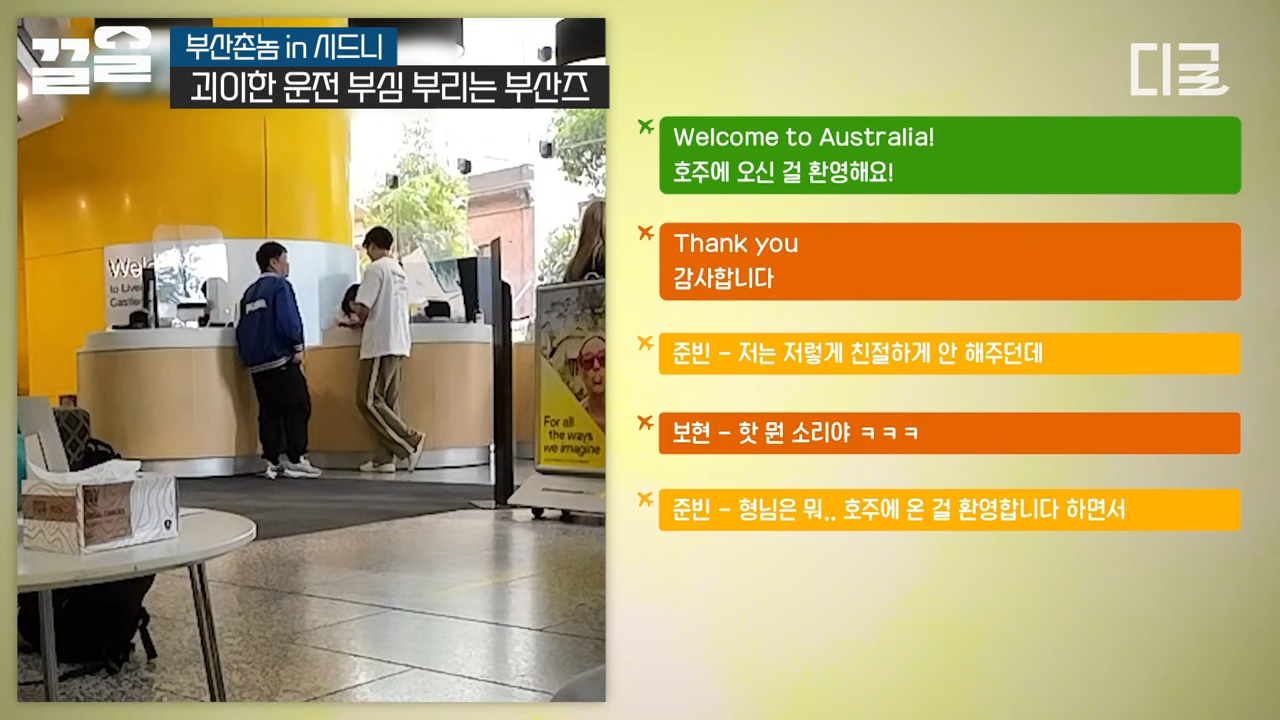 끌올
부산촌놈 in 시드니
괴이한 운전 부심 부리는 부산즈
디글
Welcome to Australia!
호주에 오신 걸 환영해요!
Thank you
감사합니다
준빈 - 저는 저렇게 친절하게 안 해주던데
보현 - 핫 뭔 소리야 ㅋㅋㅋ
준빈 - 형님은 뭐.. 호주에 온 걸 환영합니다 하면서
For all
the ways
we imagine